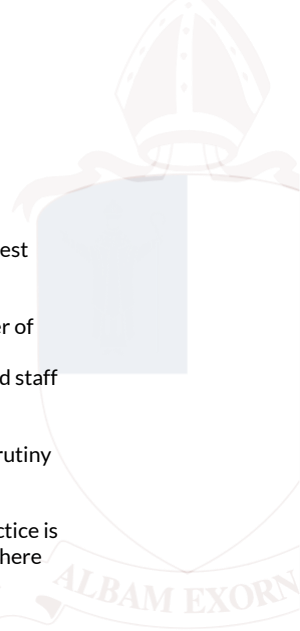 est
er of
d staff
rutiny
ctice is
here
ALBAM EXORN